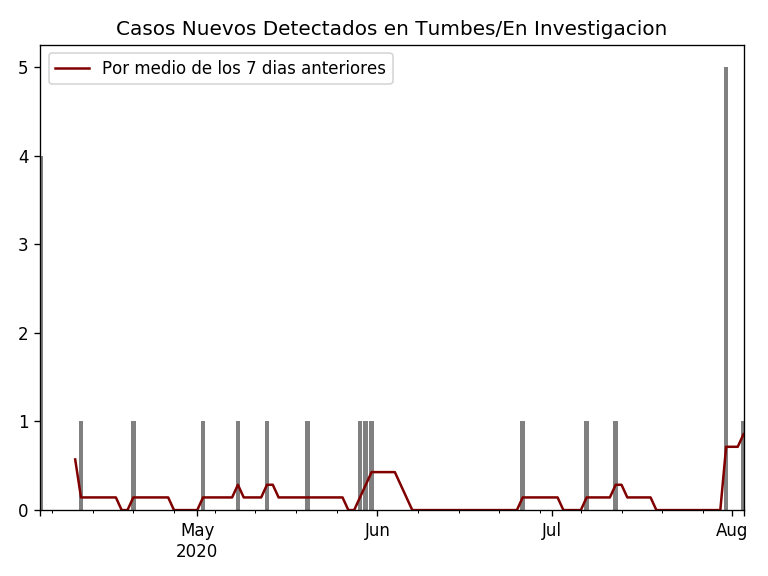 Casos Nuevos Detectados en Tumbes/En Investigacion
Por medio de los 7 dias anteriores
5
4
3
2
1
0
May Jun Jul Aug
2020